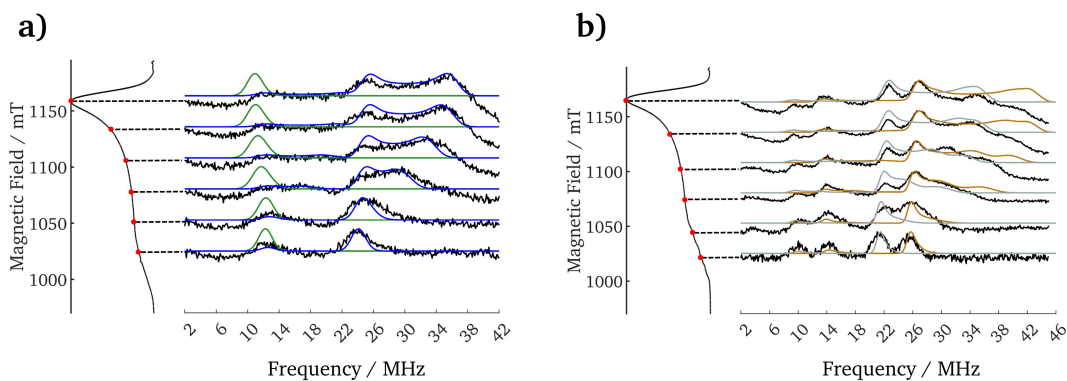 a)
Magnetic Field / mT
1150
1100
1050
1000
2 6 10 14 18 22 26 30 34 38 42
Frequency / MHz
b)
Magnetic Field / mT
1150
1100
1050
1000
2 6 10 14 18 22 26 30 34 38 42 46
Frequency / MHz